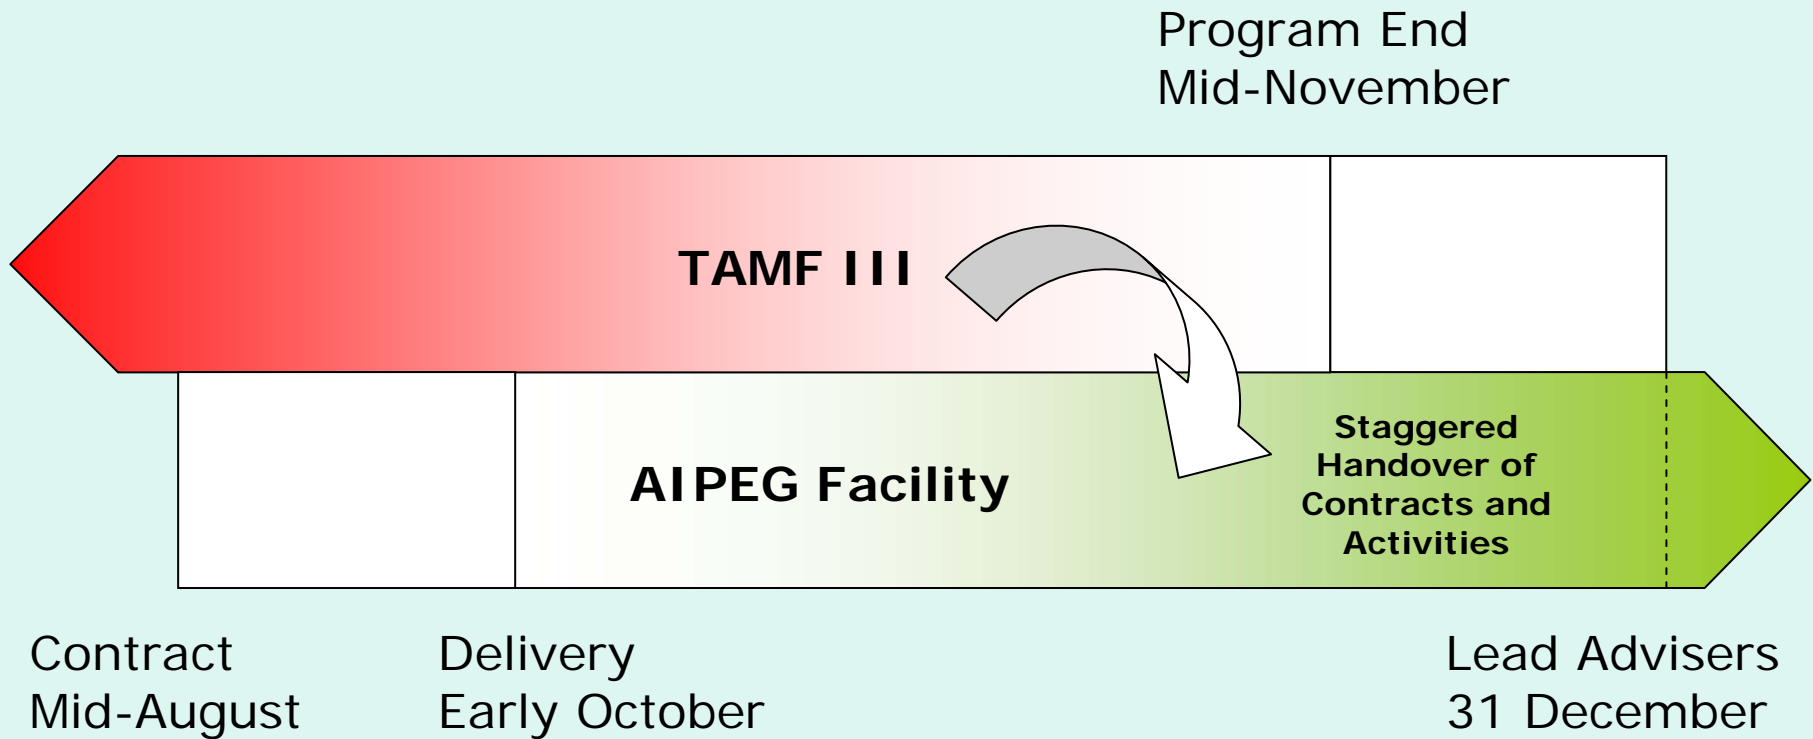 Program End
Mid-November
TAMF III
AIPEG Facility
Staggered
Handover of
Contracts and
Activities
Contract
Mid-August
Delivery
Early October
Lead Advisers
31 December